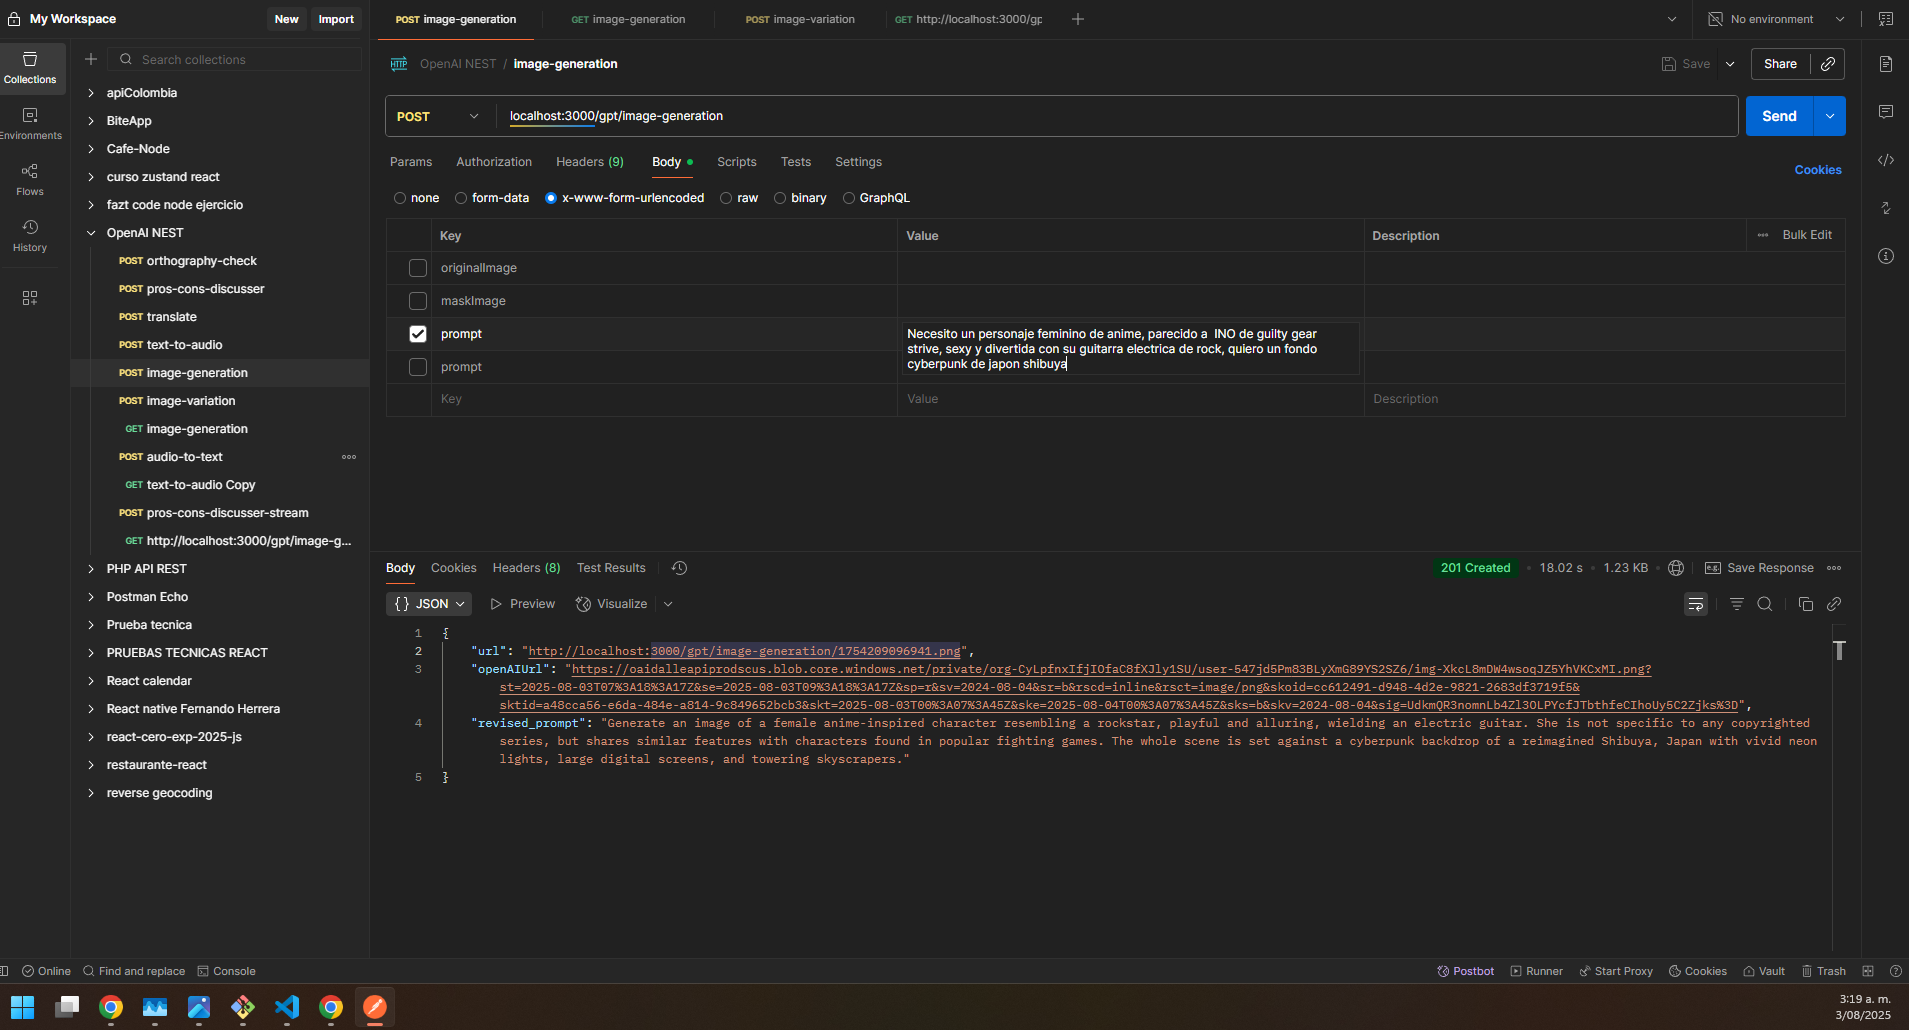 My Workspace
New
Import
POST image-generation
GET image-generation
POST image-variation
GET http://localhost:3000/gp
No environment
Collections
Environments
Flows
History
Search collections
apiColombia
BiteApp
Cafe-Node
curso zustand react
fazt code node ejercicio
OpenAI NEST
POST orthography-check
POST pros-cons-discusser
POST translate
POST text-to-audio
POST image-generation
POST image-variation
GET image-generation
POST audio-to-text
GET text-to-audio Copy
POST pros-cons-discusser-stream
GET http://localhost:3000/gpt/image-g...
PHP API REST
Postman Echo
Prueba tecnica
PRUEBAS TECNICAS REACT
React calendar
React native Fernando Herrera
react-cero-exp-2025-js
restaurante-react
reverse geocoding
HTTP OpenAI NEST / image-generation
Save
Share
POST localhost:3000/gpt/image-generation
Send
Params Authorization Headers (9) Body Scripts Tests Settings
Cookies
none form-data x-www-form-urlencoded raw binary GraphQL
Key Value Description Bulk Edit
originalImage
maskImage
prompt
Necesito un personaje feminino de anime, parecido a  INO de guilty gear
strive, sexy y divertida con su guitarra electrica de rock, quiero un fondo
cyberpunk de japon shibuya
prompt
Key Value Description
Body Cookies Headers (8) Test Results
201 Created 18.02 s 1.23 KB Save Response
{} JSON Preview Visualize
1 {
2 "url": "http://localhost:3000/gpt/image-generation/1754209096941.png",
3 "openAIUrl": "https://oaidalleapiprodscus.blob.core.windows.net/private/org-CyLpfnxIfjIOfaC8fXJly1SU/user-547jd5Pm83BLyXmG89YS2SZ6/img-XkcL8mDW4wsoqJZ5YhVKCxMI.png?
st=2025-08-03T07%3A18%3A17Z&se=2025-08-03T09%3A18%3A17Z&sp=r&sv=2024-08-04&sr=b&rscd=inline&rsct=image/png&skoid=cc612491-d948-4d2e-9821-2683df3719f5&
sktid=a48cca56-e6da-484e-a814-9c849652bcb3&skt=2025-08-03T00%3A07%3A45Z&ske=2025-08-04T00%3A07%3A45Z&sks=b&skv=2024-08-04&sig=UdkmQR3nomnLb4Zl3OLPYcfJTbthfeCIhoUy5C2Zjks%3D",
4 "revised_prompt": "Generate an image of a female anime-inspired character resembling a rockstar, playful and alluring, wielding an electric guitar. She is not specific to any copyrighted
series, but shares similar features with characters found in popular fighting games. The whole scene is set against a cyberpunk backdrop of a reimagined Shibuya, Japan with vivid neon
lights, large digital screens, and towering skyscrapers."
5 }
Online Find and replace Console
Postbot Runner Start Proxy Cookies Vault Trash
3:19 a. m.
3/08/2025